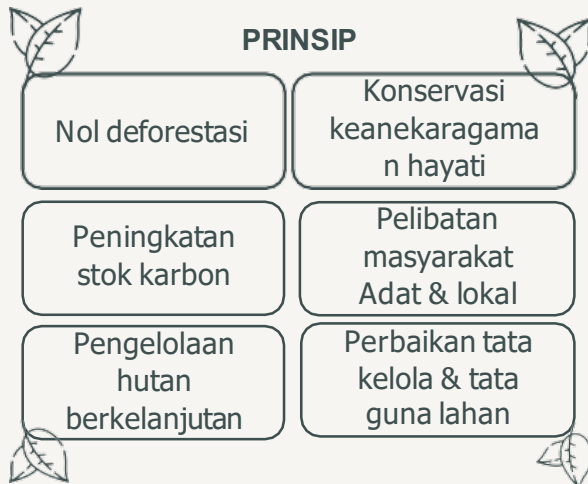 PRINSIP
Nol deforestasi
Konservasi
keanekaragama
n hayati
Peningkatan
stok karbon
Pelibatan
masyarakat
Adat & lokal
Pengelolaan
hutan
berkelanjutan
Perbaikan tata
kelola & tata
guna lahan